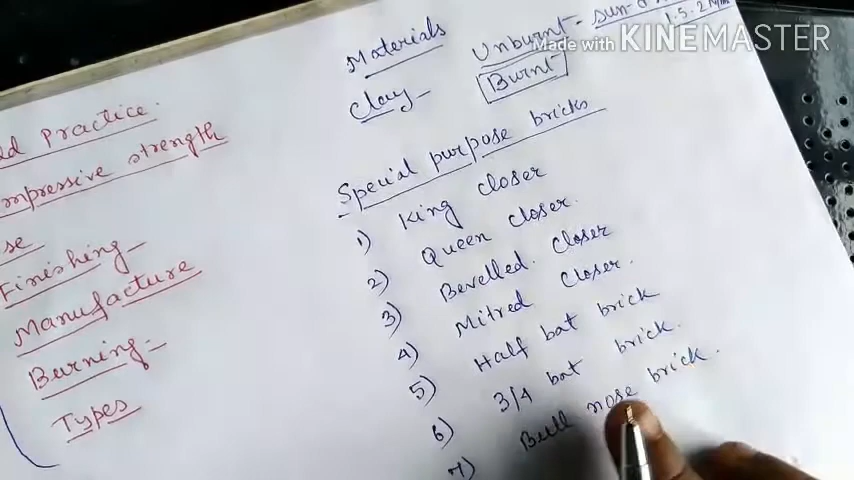 Practice.
mpressive strength
se
Finishing
Manufacture
Burning
Types
Materials
Clay - Unburnt - sun
Burnt
1.5.2
Special purpose bricks
1) King closer
2) Queen closer.
3) Bevelled closer
4) Mitred closer.
5) Half bat brick
6) 3/4 bat brick.
7) Bull nose brick.
Made with KINEMASTER